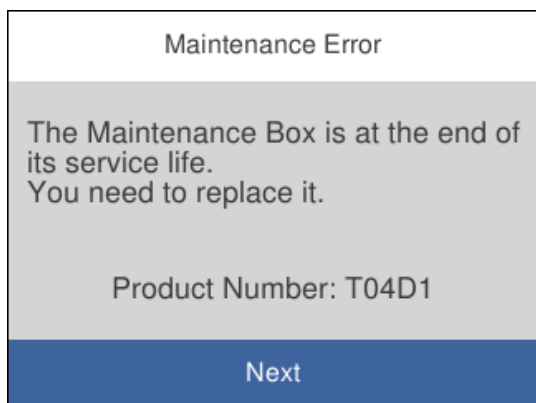 Maintenance Error
The Maintenance Box is at the end of
its service life.
You need to replace it.
Product Number: T04D1
Next